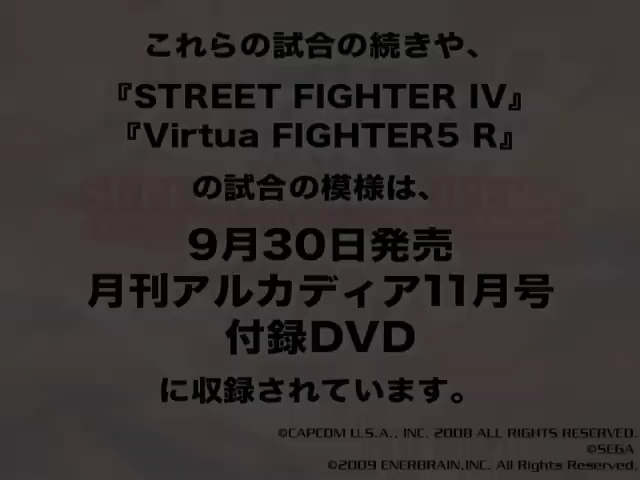 これらの試合の続きや、
『STREET FIGHTER IV』
『Virtua FIGHTER5 R』
の試合の模様は、
9月30日発売
月刊アルカディア11月号
付録DVD
に収録されています。
©CAPCOM U.S.A., INC. 2008 ALL RIGHTS RESERVED.
©SEGA
©2009 ENERBRAIN,INC. All Rights Reserved.